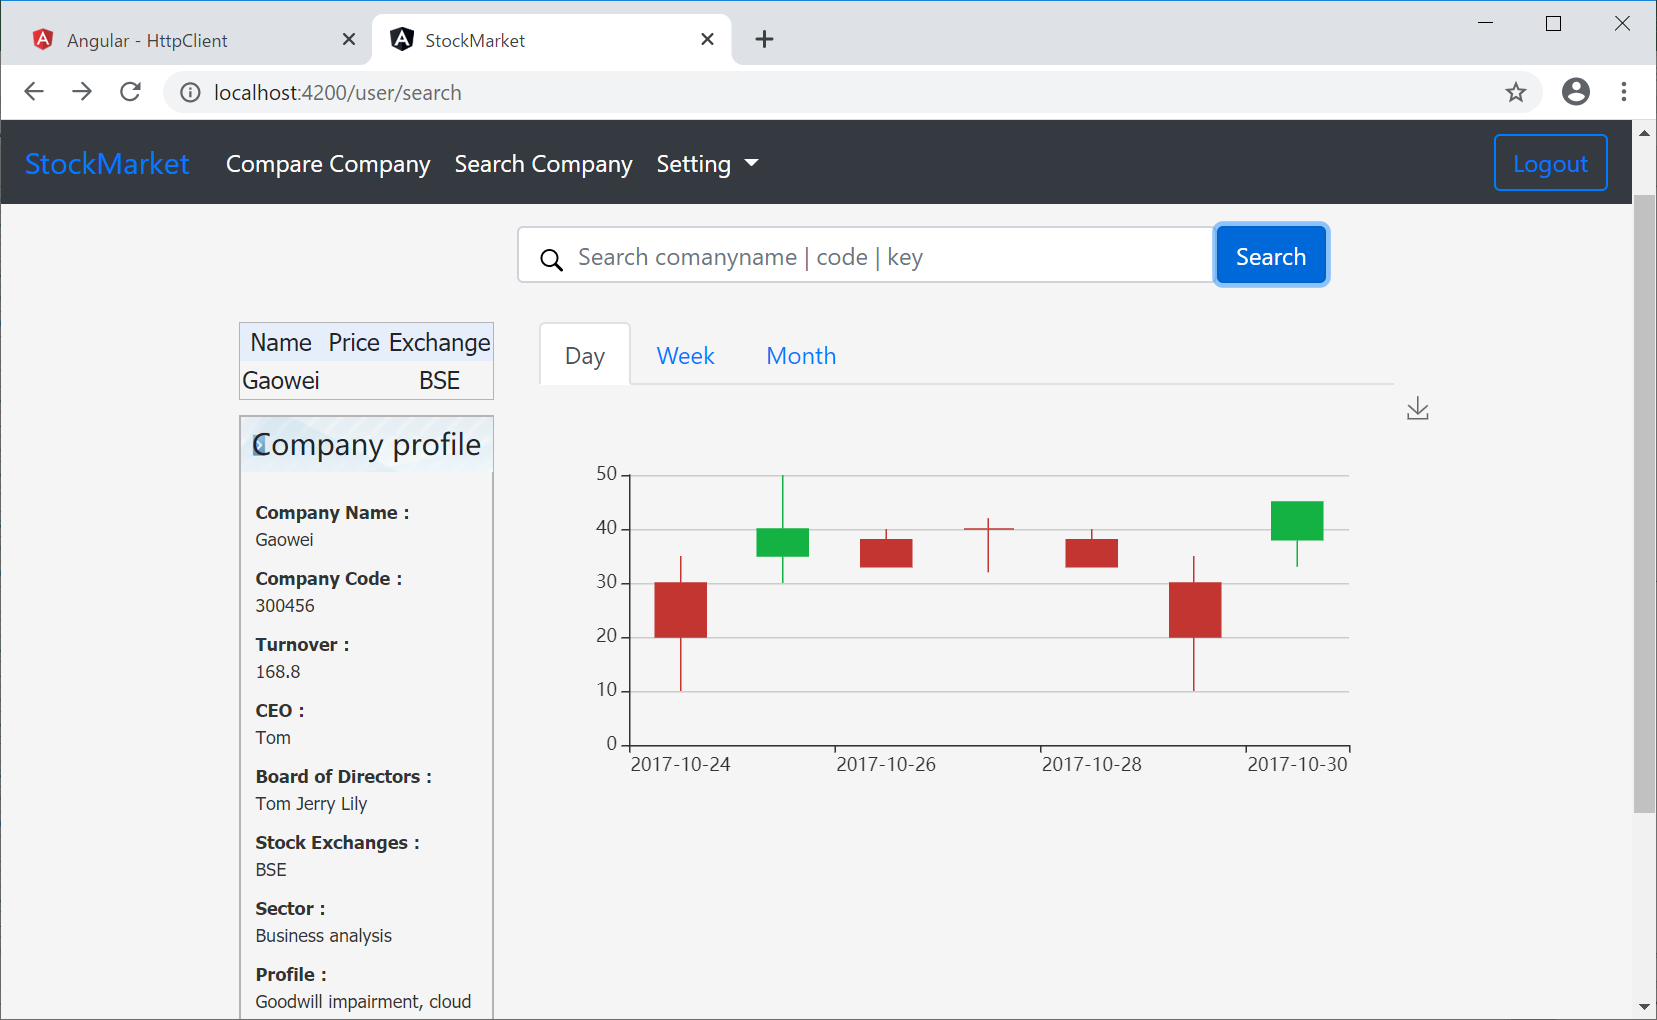 Angular - HttpClient
StockMarket
localhost:4200/user/search
StockMarket
Compare Company
Search Company
Setting
Logout
Search comanyname | code | key
Search
Name Price Exchange
Gaowei BSE
Company profile
Company Name :
Gaowei
Company Code :
300456
Turnover :
168.8
CEO :
Tom
Board of Directors :
Tom Jerry Lily
Stock Exchanges :
BSE
Sector :
Business analysis
Profile :
Goodwill impairment, cloud
Day
Week
Month
50
40
30
20
10
0
2017-10-24
2017-10-26
2017-10-28
2017-10-30